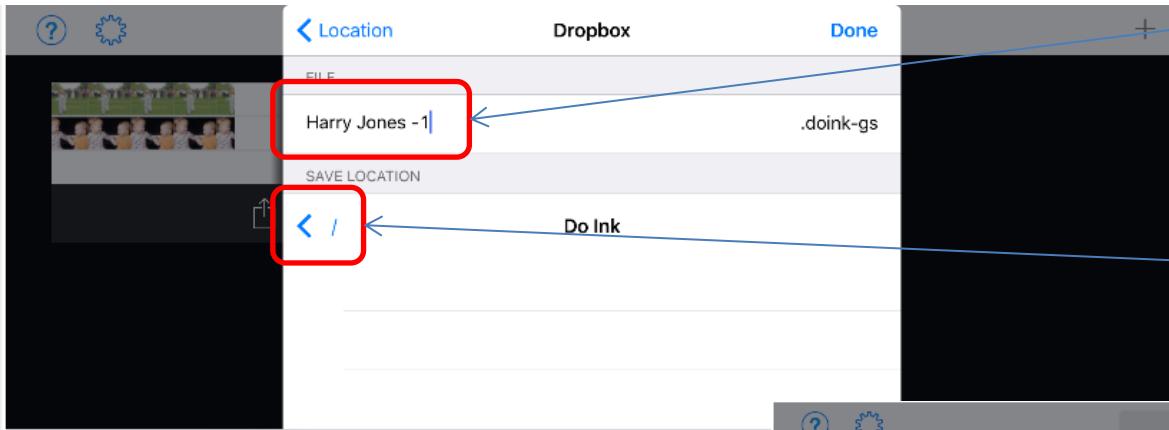 ? < Location Dropbox Done +
FILE
Harry Jones -1 .doink-gs
SAVE LOCATION
< / Do Ink
?